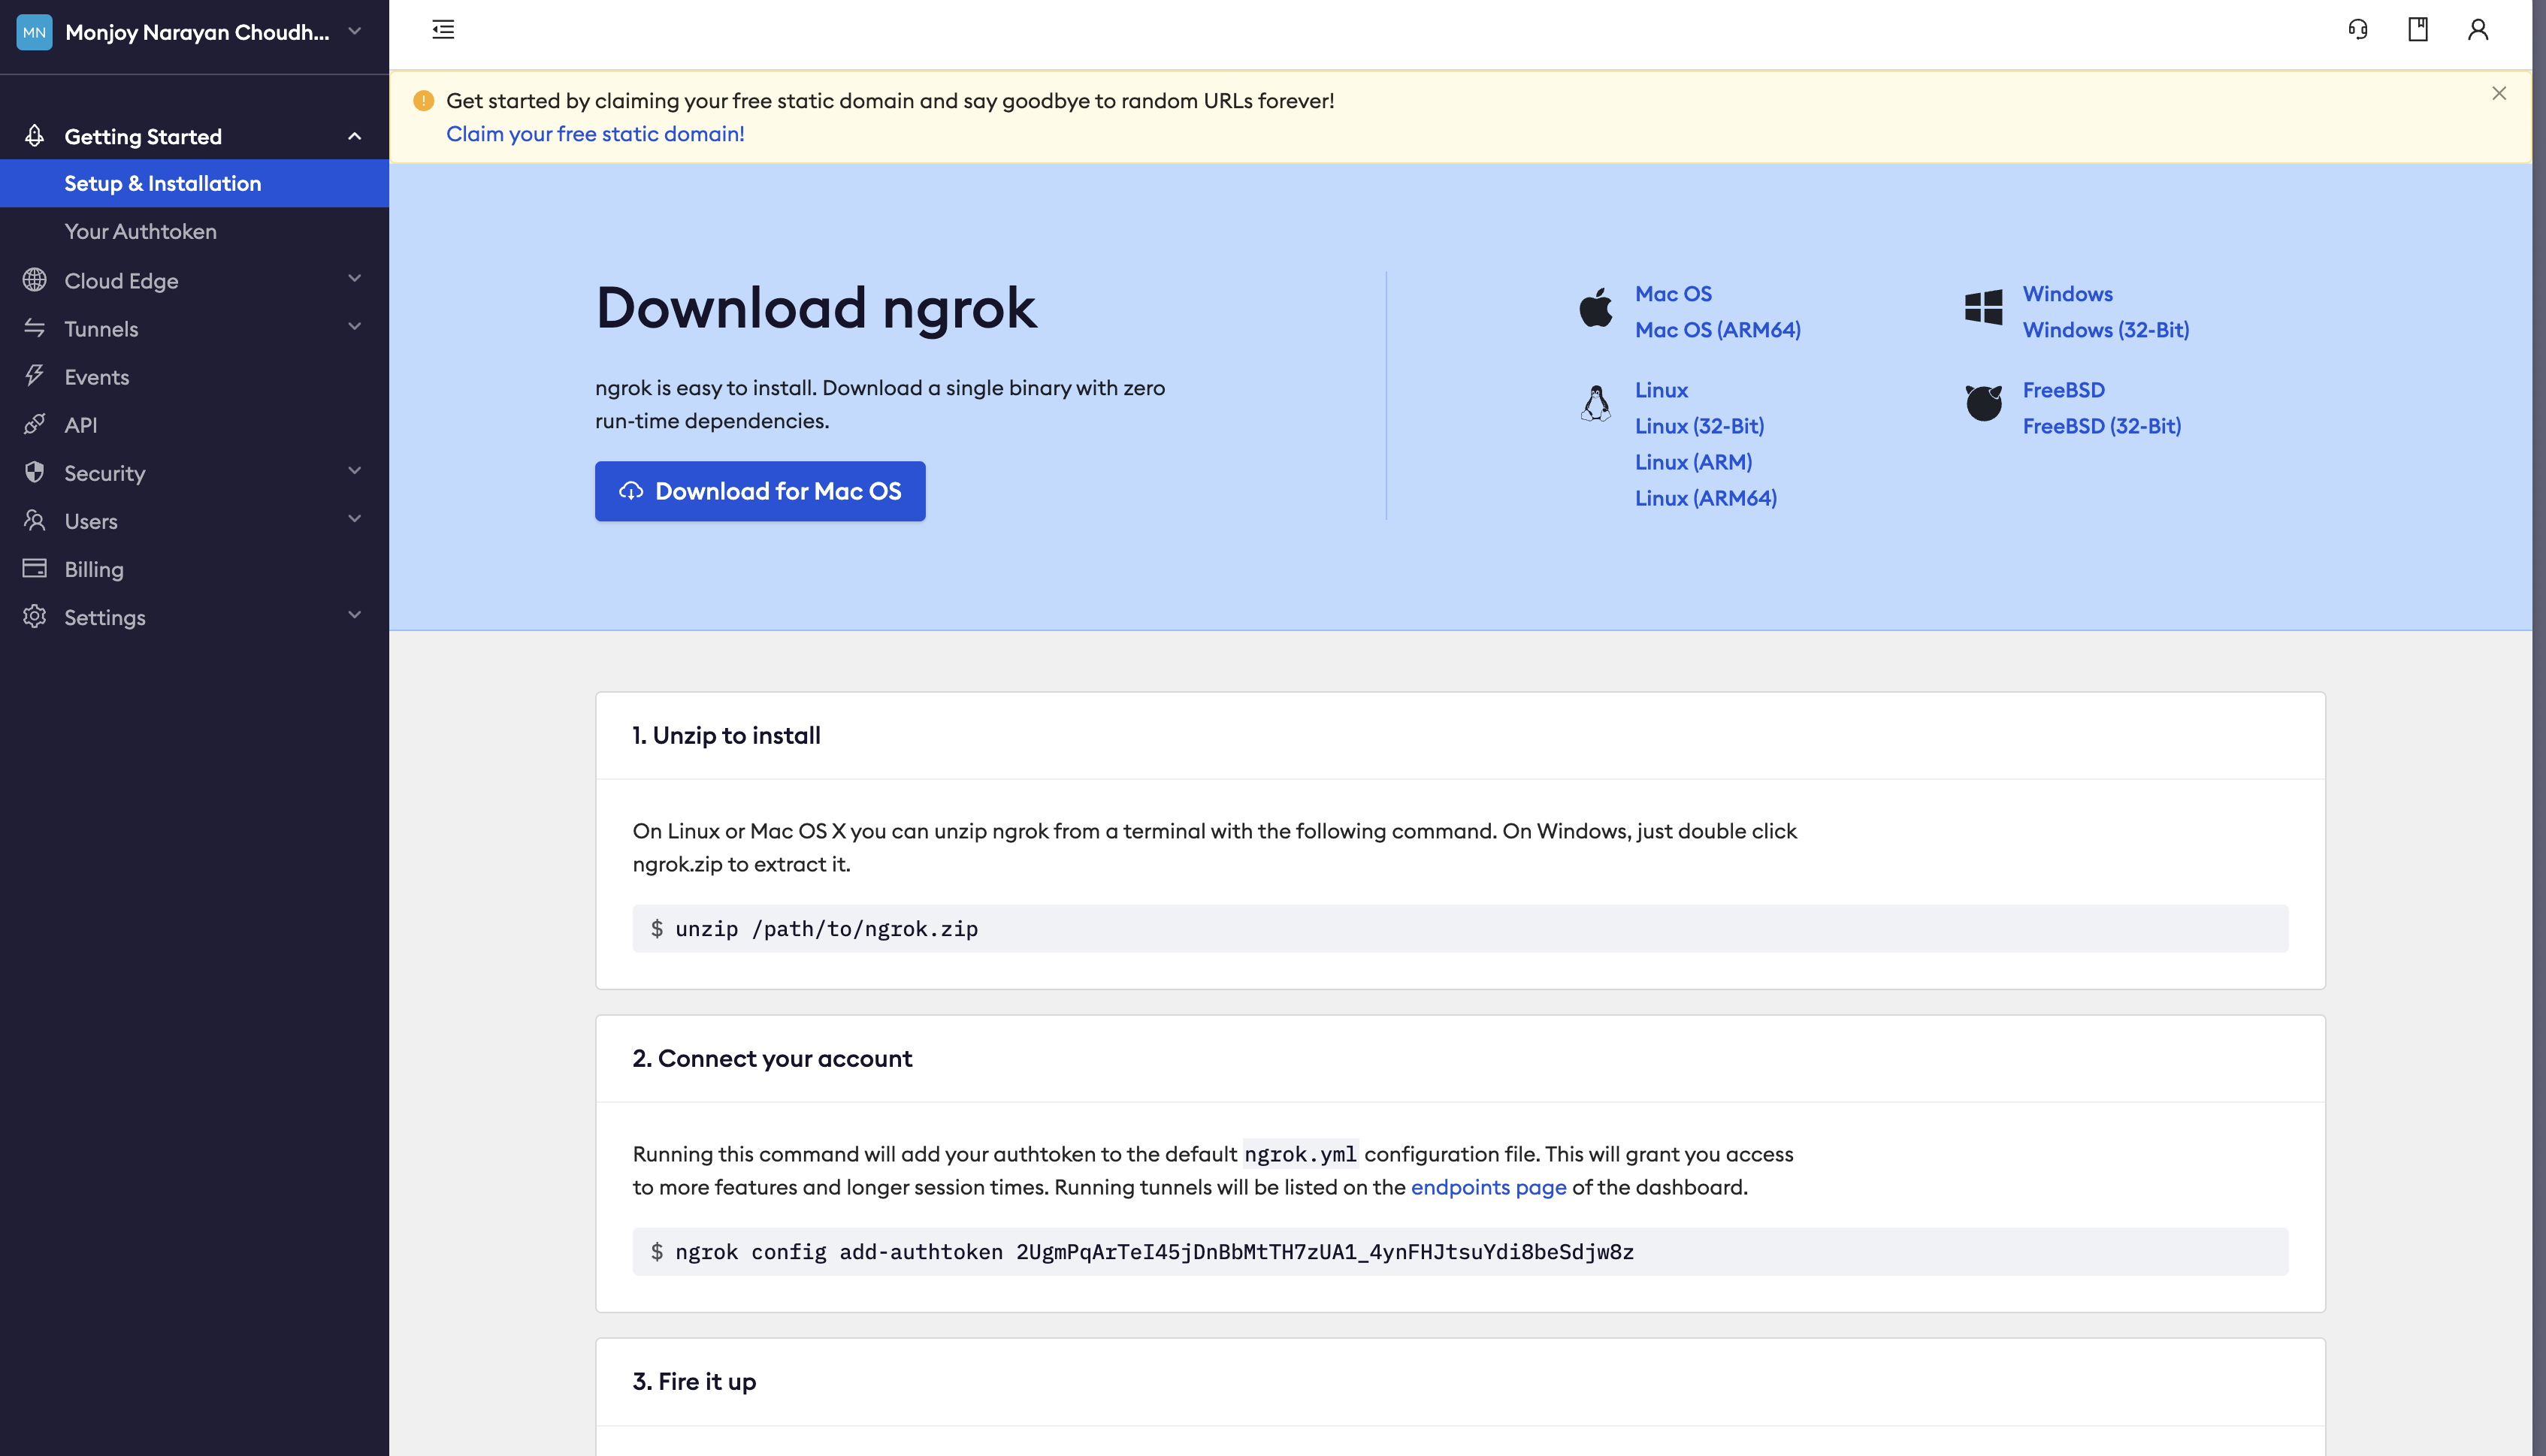 MN
Monjoy Narayan Choudh...
Getting Started
Setup & Installation
Your Authtoken
Cloud Edge
Tunnels
Events
API
Security
Users
Billing
Settings
Get started by claiming your free static domain and say goodbye to random URLs forever!
Claim your free static domain!
Download ngrok
ngrok is easy to install. Download a single binary with zero
run-time dependencies.
Download for Mac OS
Mac OS
Mac OS (ARM64)
Linux
Linux (32-Bit)
Linux (ARM)
Linux (ARM64)
Windows
Windows (32-Bit)
FreeBSD
FreeBSD (32-Bit)
1. Unzip to install
On Linux or Mac OS X you can unzip ngrok from a terminal with the following command. On Windows, just double click
ngrok.zip to extract it.
$ unzip /path/to/ngrok.zip
2. Connect your account
Running this command will add your authtoken to the default ngrok.yml configuration file. This will grant you access
to more features and longer session times. Running tunnels will be listed on the endpoints page of the dashboard.
$ ngrok config add-authtoken 2UgmPqArTeI45jDnBbMtTH7zUA1_4ynFHJtsuYdi8beSdjw8z
3. Fire it up